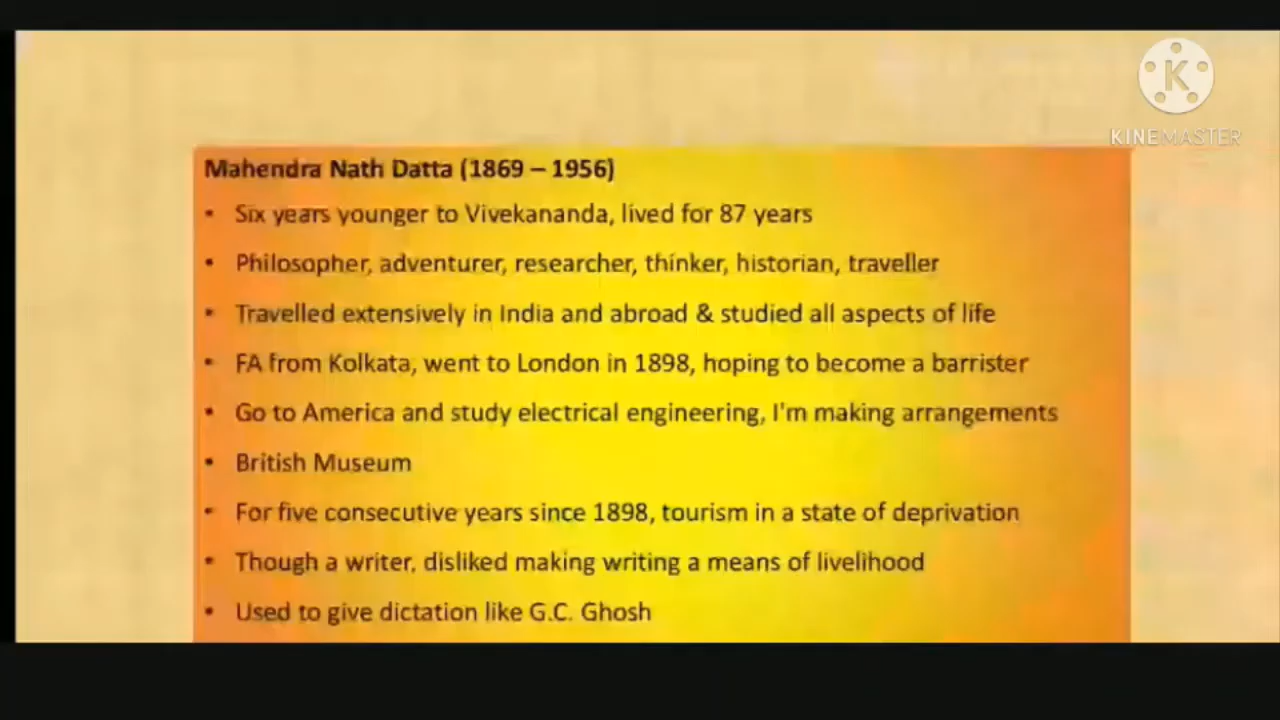 K
KINEMASTER
Mahendra Nath Datta (1869 – 1956)
• Six years younger to Vivekananda, lived for 87 years
• Philosopher, adventurer, researcher, thinker, historian, traveller
• Travelled extensively in India and abroad & studied all aspects of life
• FA from Kolkata, went to London in 1898, hoping to become a barrister
• Go to America and study electrical engineering, I'm making arrangements
• British Museum
• For five consecutive years since 1898, tourism in a state of deprivation
• Though a writer, disliked making writing a means of livelihood
• Used to give dictation like G.C. Ghosh